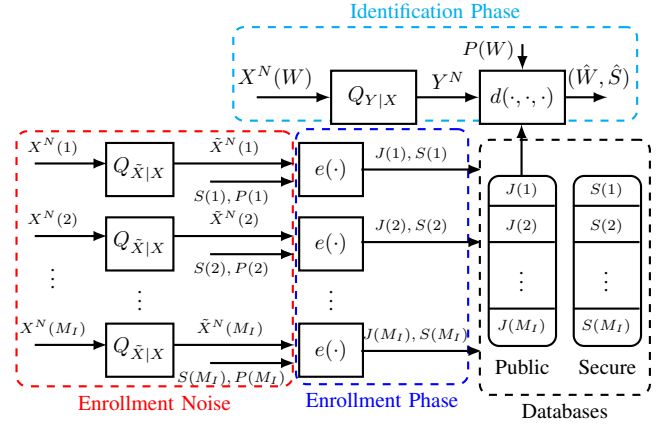 Identification Phase
P(W)
X^N(W) Q_{Y|X} Y^N d(·,·,·) (Ŵ, Ŝ)
X^N(1) Q_{X̃|X} X̃^N(1) e(·) J(1), S(1)
S(1), P(1)
X^N(2) Q_{X̃|X} X̃^N(2) e(·) J(2), S(2)
S(2), P(2)
⋮ ⋮ ⋮
X^N(M_I) Q_{X̃|X} X̃^N(M_I) e(·) J(M_I), S(M_I)
S(M_I), P(M_I)
J(1) S(1)
J(2) S(2)
⋮ ⋮
J(M_I) S(M_I)
Public Secure
Enrollment Noise Enrollment Phase Databases